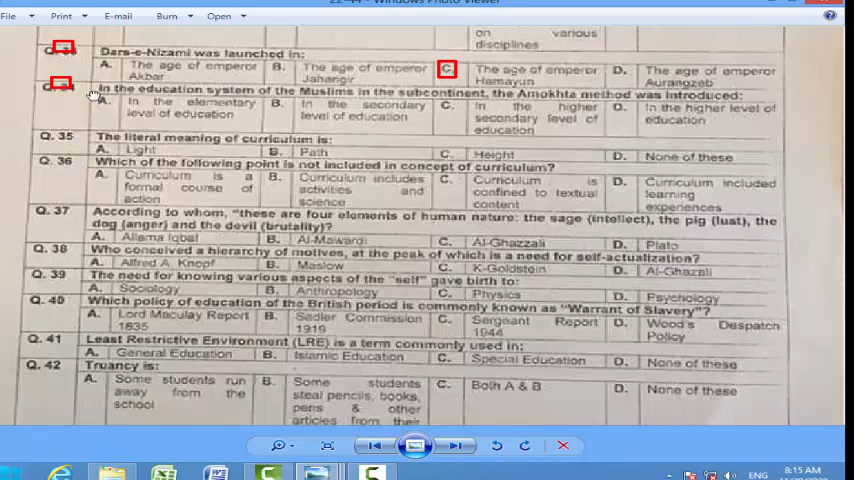 22-44 - Windows Photo Viewer
File Print E-mail Burn Open
on various
disciplines
Dars-e-Nizami was launched in:
A. The age of emperor Akbar B. The age of emperor Jahangir C. The age of emperor Hamayun D. The age of emperor Aurangzeb
In the education system of the Muslims in the subcontinent, the Amokhta method was introduced:
A. In the elementary level of education B. In the secondary level of education C. In the higher secondary level of education D. In the higher level of education
Q. 35 The literal meaning of curriculum is:
A. Light B. Path C. Height D. None of these
Q. 36 Which of the following point is not included in concept of curriculum?
A. Curriculum is a formal course of action B. Curriculum includes activities and science C. Curriculum is confined to textual content D. Curriculum included learning experiences
Q. 37 According to whom, "these are four elements of human nature: the sage (intellect), the pig (lust), the
dog (anger) and the devil (brutality)?
A. Allama Iqbal B. Al-Mawardi C. Al-Ghazzali D. Plato
Q. 38 Who conceived a hierarchy of motives, at the peak of which is a need for self-actualization?
A. Alfred A. Knopf B. Maslow C. K-Goldstein D. Al-Ghazali
Q. 39 The need for knowing various aspects of the "self" gave birth to:
A. Sociology B. Anthropology C. Physics D. Psychology
Q. 40 Which policy of education of the British period is commonly known as "Warrant of Slavery"?
A. Lord Maculay Report 1835 B. Sadler Commission 1919 C. Sergeant Report 1944 D. Wood's Despatch Policy
Q. 41 Least Restrictive Environment (LRE) is a term commonly used in:
A. General Education B. Islamic Education C. Special Education D. None of these
Q. 42 Truancy is:
A. Some students run away from the school B. Some students steal pencils, books, pens & other articles from their C. Both A & B D. None of these
ENG 8:15 AM